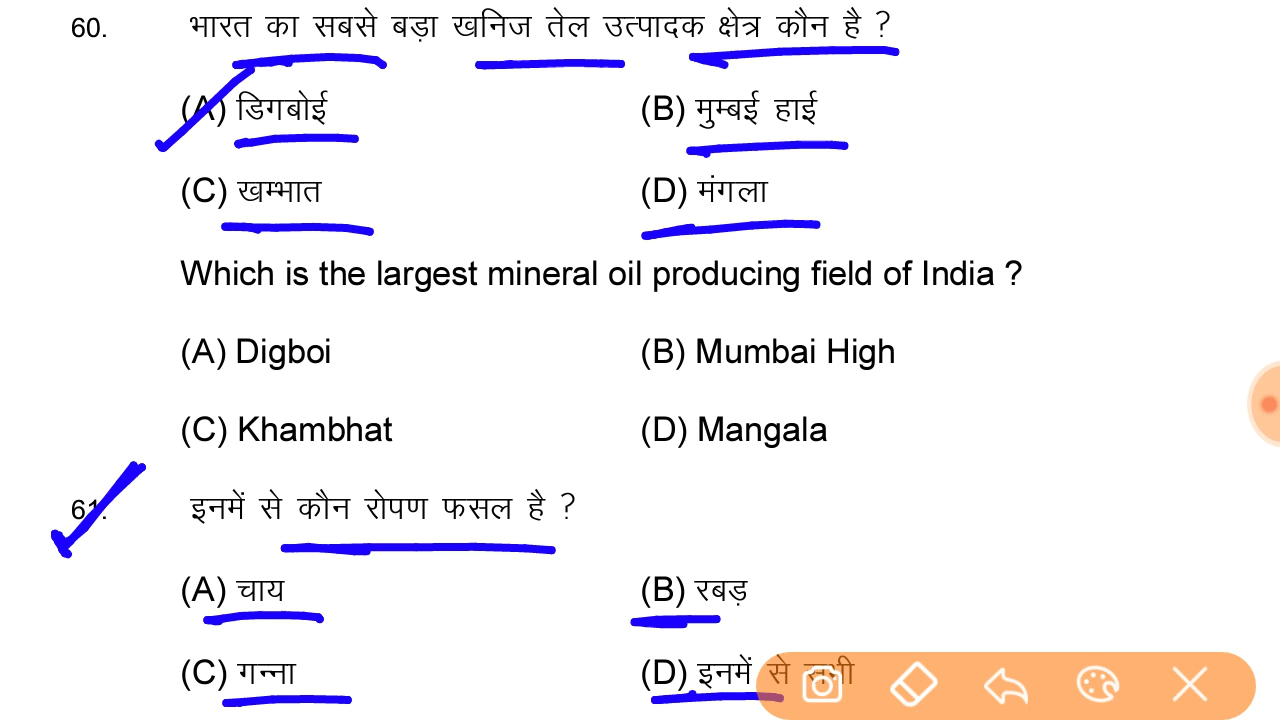 60. भारत का सबसे बड़ा खनिज तेल उत्पादक क्षेत्र कौन है ?
(A) डिगबोई (B) मुम्बई हाई
(C) खम्भात (D) मंगला
Which is the largest mineral oil producing field of India ?
(A) Digboi (B) Mumbai High
(C) Khambhat (D) Mangala
61. इनमें से कौन रोपण फसल है ?
(A) चाय (B) रबड़
(C) गन्ना (D) इनमें से सभी